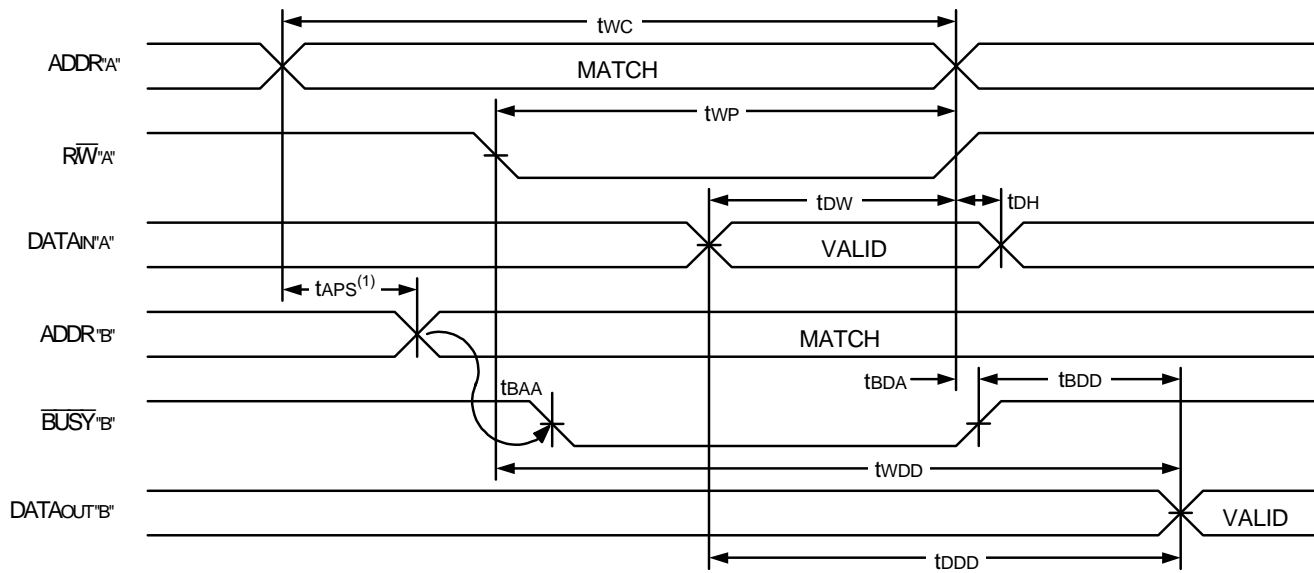 tWC
ADDR"A"
MATCH
tWP
R/W̅"A"
tDW
tDH
DATAIN"A"
VALID
tAPS(1)
ADDR"B"
MATCH
tBAA
tBDA
tBDD
B̅U̅S̅Y̅"B"
tWDD
DATAOUT"B"
VALID
tDDD